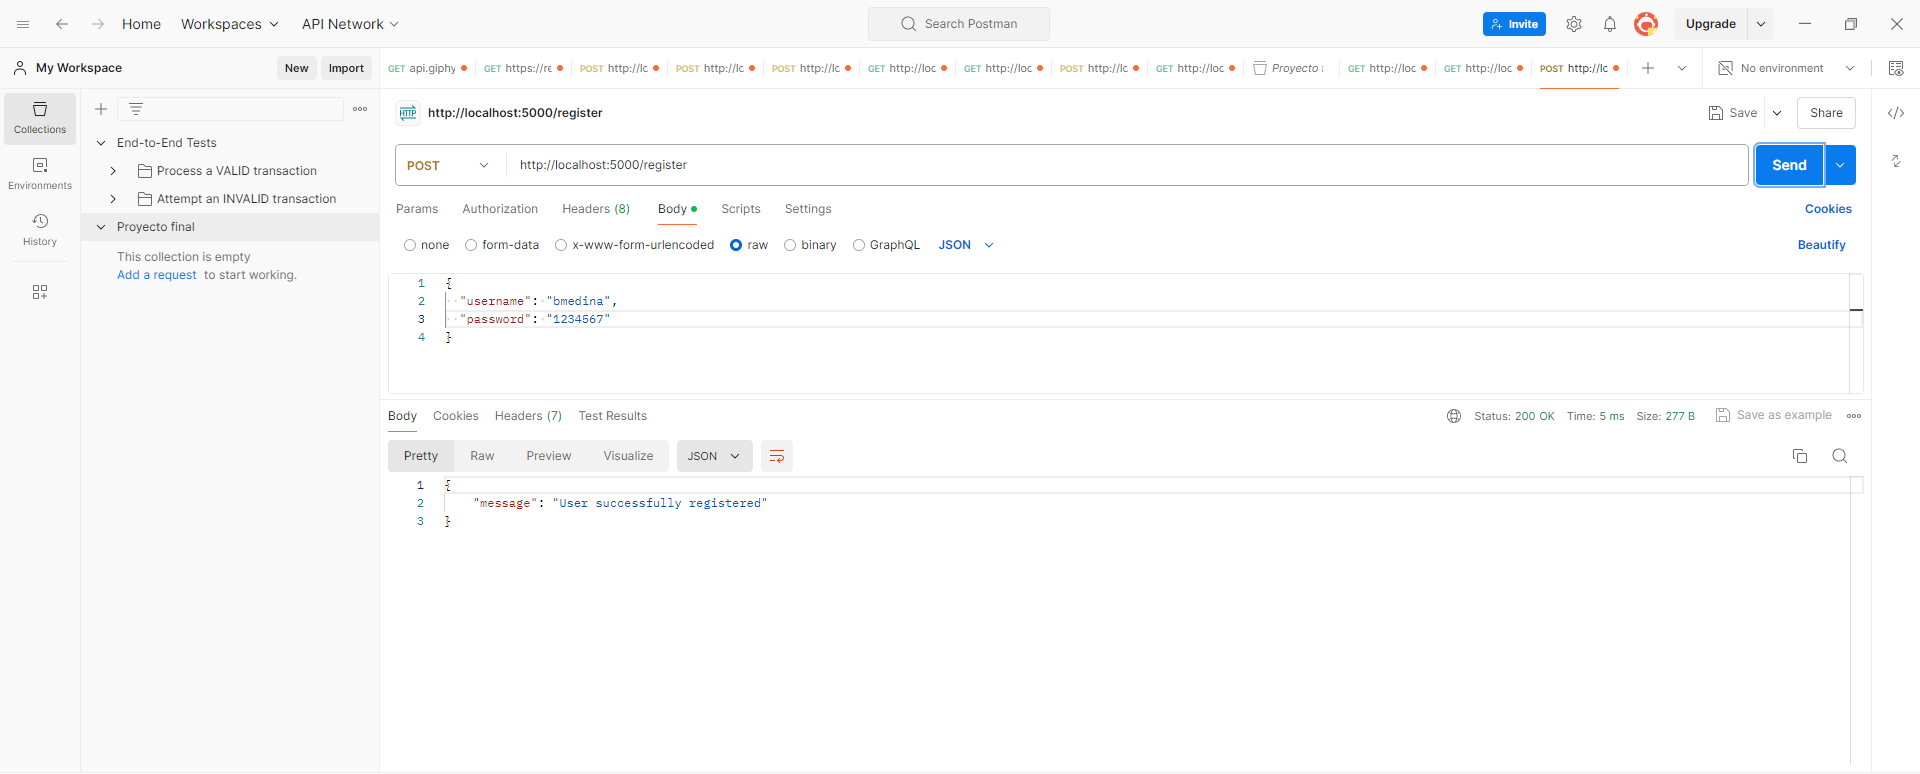 Home Workspaces API Network Search Postman Invite Upgrade
My Workspace New Import GET api.giphy GET https://re POST http://lc POST http://lc POST http://lc GET http://loc GET http://loc POST http://lc GET http://loc Proyecto GET http://loc GET http://loc POST http://lc No environment
Collections
Environments
History
End-to-End Tests
Process a VALID transaction
Attempt an INVALID transaction
Proyecto final
This collection is empty
Add a request to start working.
HTTP http://localhost:5000/register Save Share
POST http://localhost:5000/register Send
Params Authorization Headers (8) Body Scripts Settings Cookies
none form-data x-www-form-urlencoded raw binary GraphQL JSON Beautify
1 {
2 "username": "bmedina",
3 "password": "1234567"
4 }
Body Cookies Headers (7) Test Results Status: 200 OK Time: 5 ms Size: 277 B Save as example
Pretty Raw Preview Visualize JSON
1 {
2 "message": "User successfully registered"
3 }